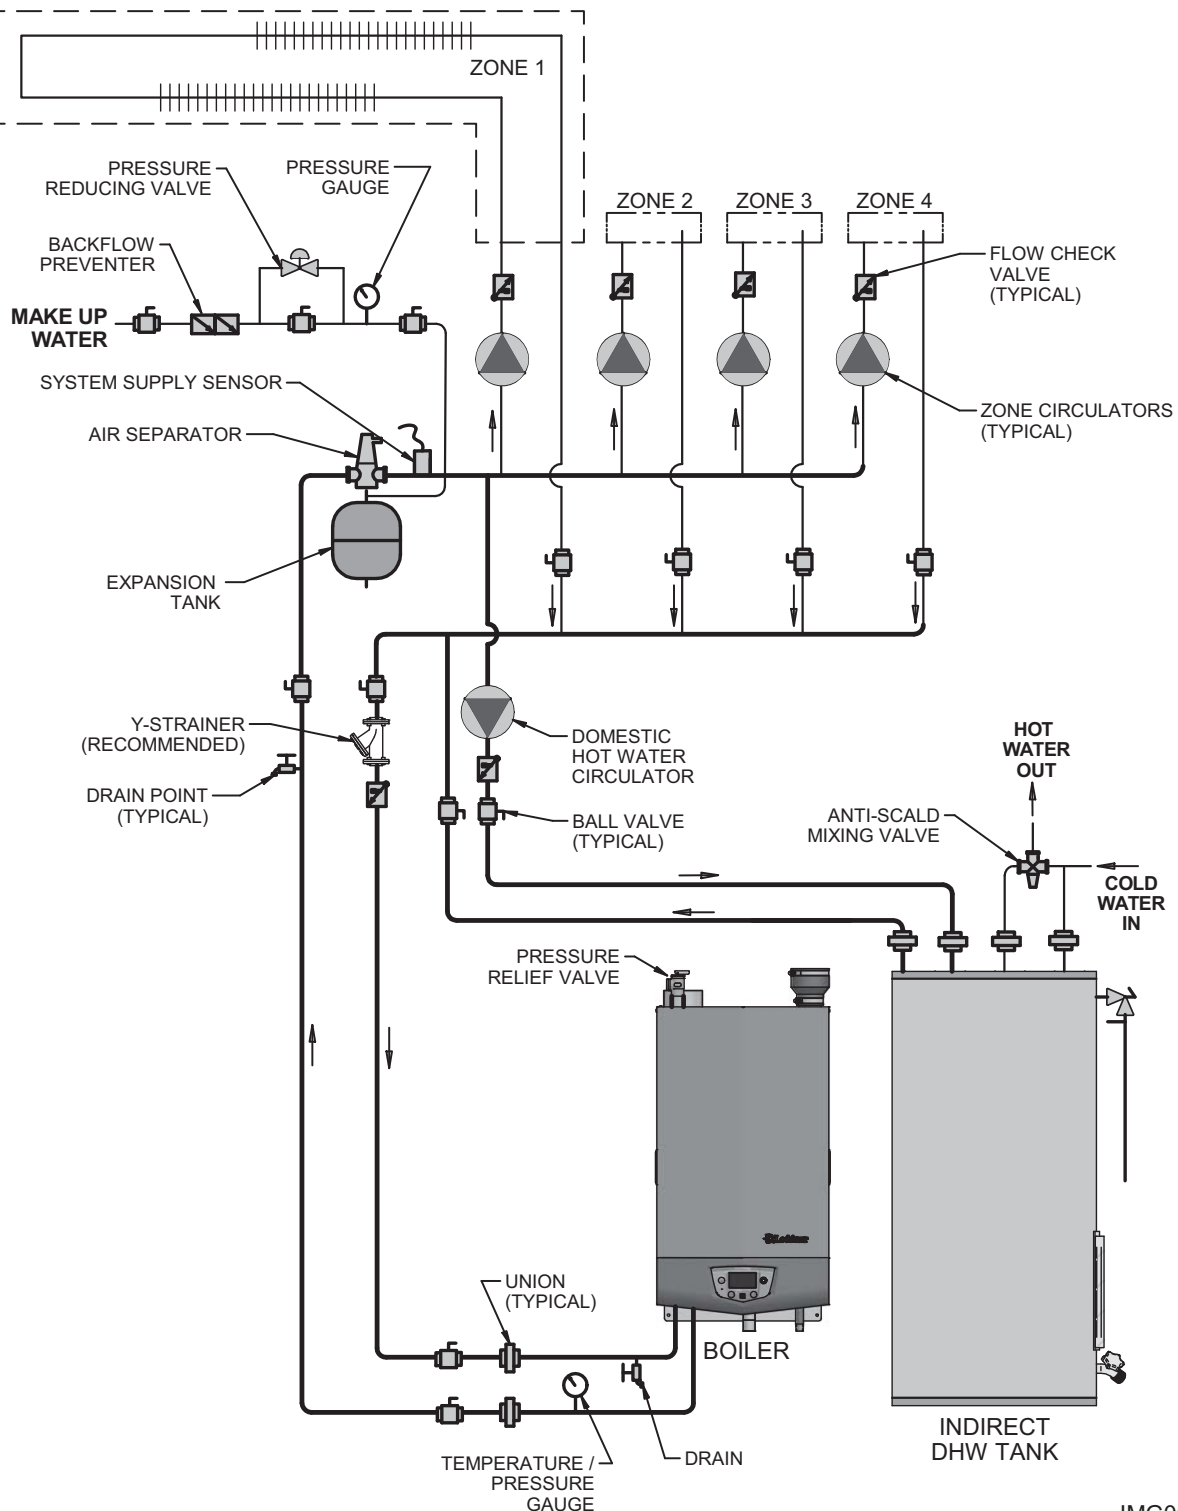 ZONE 1
PRESSURE
REDUCING VALVE
PRESSURE
GAUGE
ZONE 2
ZONE 3
ZONE 4
BACKFLOW
PREVENTER
FLOW CHECK
VALVE
(TYPICAL)
MAKE UP
WATER
SYSTEM SUPPLY SENSOR
ZONE CIRCULATORS
(TYPICAL)
AIR SEPARATOR
EXPANSION
TANK
Y-STRAINER
(RECOMMENDED)
DOMESTIC
HOT WATER
CIRCULATOR
HOT
WATER
OUT
DRAIN POINT
(TYPICAL)
BALL VALVE
(TYPICAL)
ANTI-SCALD
MIXING VALVE
COLD
WATER
IN
PRESSURE
RELIEF VALVE
UNION
(TYPICAL)
BOILER
INDIRECT
DHW TANK
DRAIN
TEMPERATURE /
PRESSURE
GAUGE